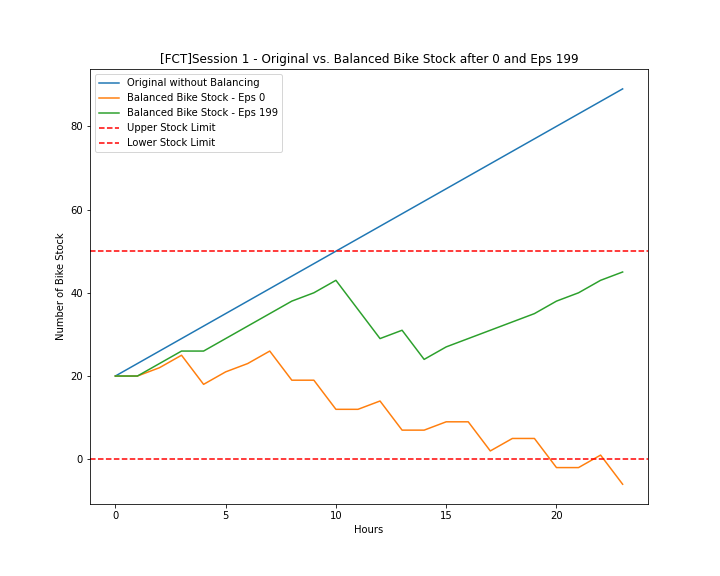 [FCT]Session 1 - Original vs. Balanced Bike Stock after 0 and Eps 199
Original without Balancing
Balanced Bike Stock - Eps 0
Balanced Bike Stock - Eps 199
Upper Stock Limit
Lower Stock Limit
Number of Bike Stock
80
60
40
20
0
0 5 10 15 20
Hours